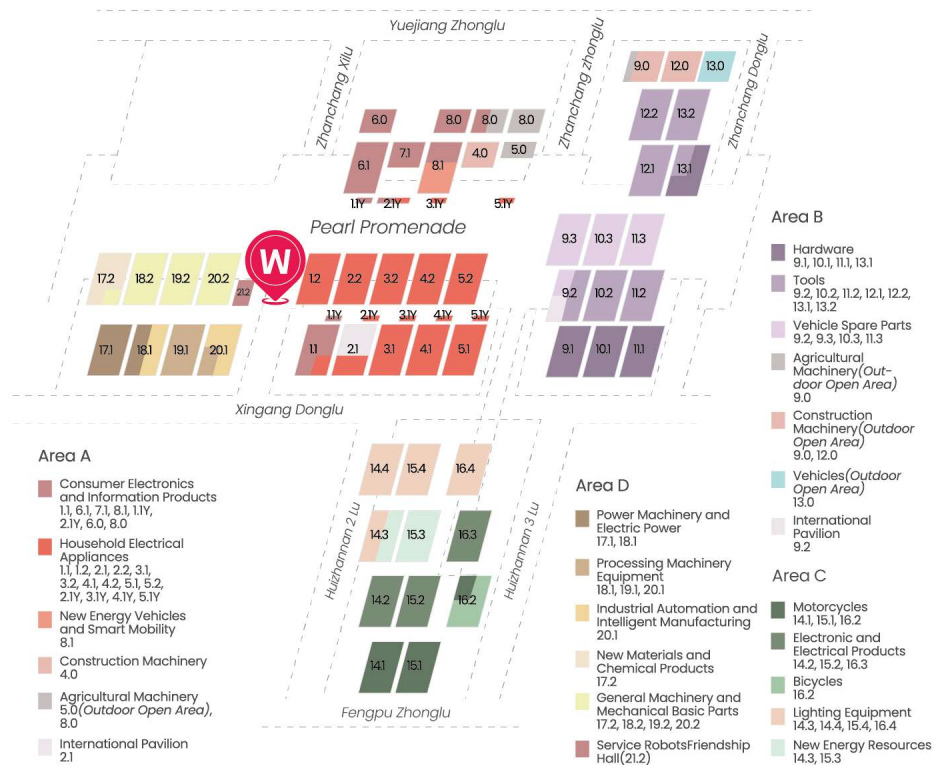 Yuejiang Zhonglu
Zhanchang Xilu
Zhanchang zhonglu
Zhanchang Donglu
9.0 12.0 13.0
6.0 8.0 8.0 8.0
12.2 13.2
6.1 7.1 8.1 4.0 5.0
12.1 13.1
1.1Y 2.1Y 3.1Y 5.1Y
Pearl Promenade
9.3 10.3 11.3
W
17.2 18.2 19.2 20.2 21.2 1.2 2.2 3.2 4.2 5.2
9.2 10.2 11.2
1.1Y 2.1Y 3.1Y 4.1Y 5.1Y
17.1 18.1 19.1 20.1 1.1 2.1 3.1 4.1 5.1
9.1 10.1 11.1
Xingang Donglu
14.4 15.4 16.4
Huizhannan 2 Lu
14.3 15.3 16.3
Huizhannan 3 Lu
14.2 15.2 16.2
14.1 15.1
Fengpu Zhonglu
Area A
Consumer Electronics
and Information Products
1.1, 6.1, 7.1, 8.1, 1.1Y,
2.1Y, 6.0, 8.0
Household Electrical
Appliances
1.1, 1.2, 2.1, 2.2, 3.1,
3.2, 4.1, 4.2, 5.1, 5.2,
2.1Y, 3.1Y, 4.1Y, 5.1Y
New Energy Vehicles
and Smart Mobility
8.1
Construction Machinery
4.0
Agricultural Machinery
5.0(Outdoor Open Area),
8.0
International Pavilion
2.1
Area D
Power Machinery and
Electric Power
17.1, 18.1
Processing Machinery
Equipment
18.1, 19.1, 20.1
Industrial Automation and
Intelligent Manufacturing
20.1
New Materials and
Chemical Products
17.2
General Machinery and
Mechanical Basic Parts
17.2, 18.2, 19.2, 20.2
Service RobotsFriendship
Hall(21.2)
Area B
Hardware
9.1, 10.1, 11.1, 13.1
Tools
9.2, 10.2, 11.2, 12.1, 12.2,
13.1, 13.2
Vehicle Spare Parts
9.2, 9.3, 10.3, 11.3
Agricultural
Machinery(Out-
door Open Area)
9.0
Construction
Machinery(Outdoor
Open Area)
9.0, 12.0
Vehicles(Outdoor
Open Area)
13.0
International
Pavilion
9.2
Area C
Motorcycles
14.1, 15.1, 16.2
Electronic and
Electrical Products
14.2, 15.2, 16.3
Bicycles
16.2
Lighting Equipment
14.3, 14.4, 15.4, 16.4
New Energy Resources
14.3, 15.3